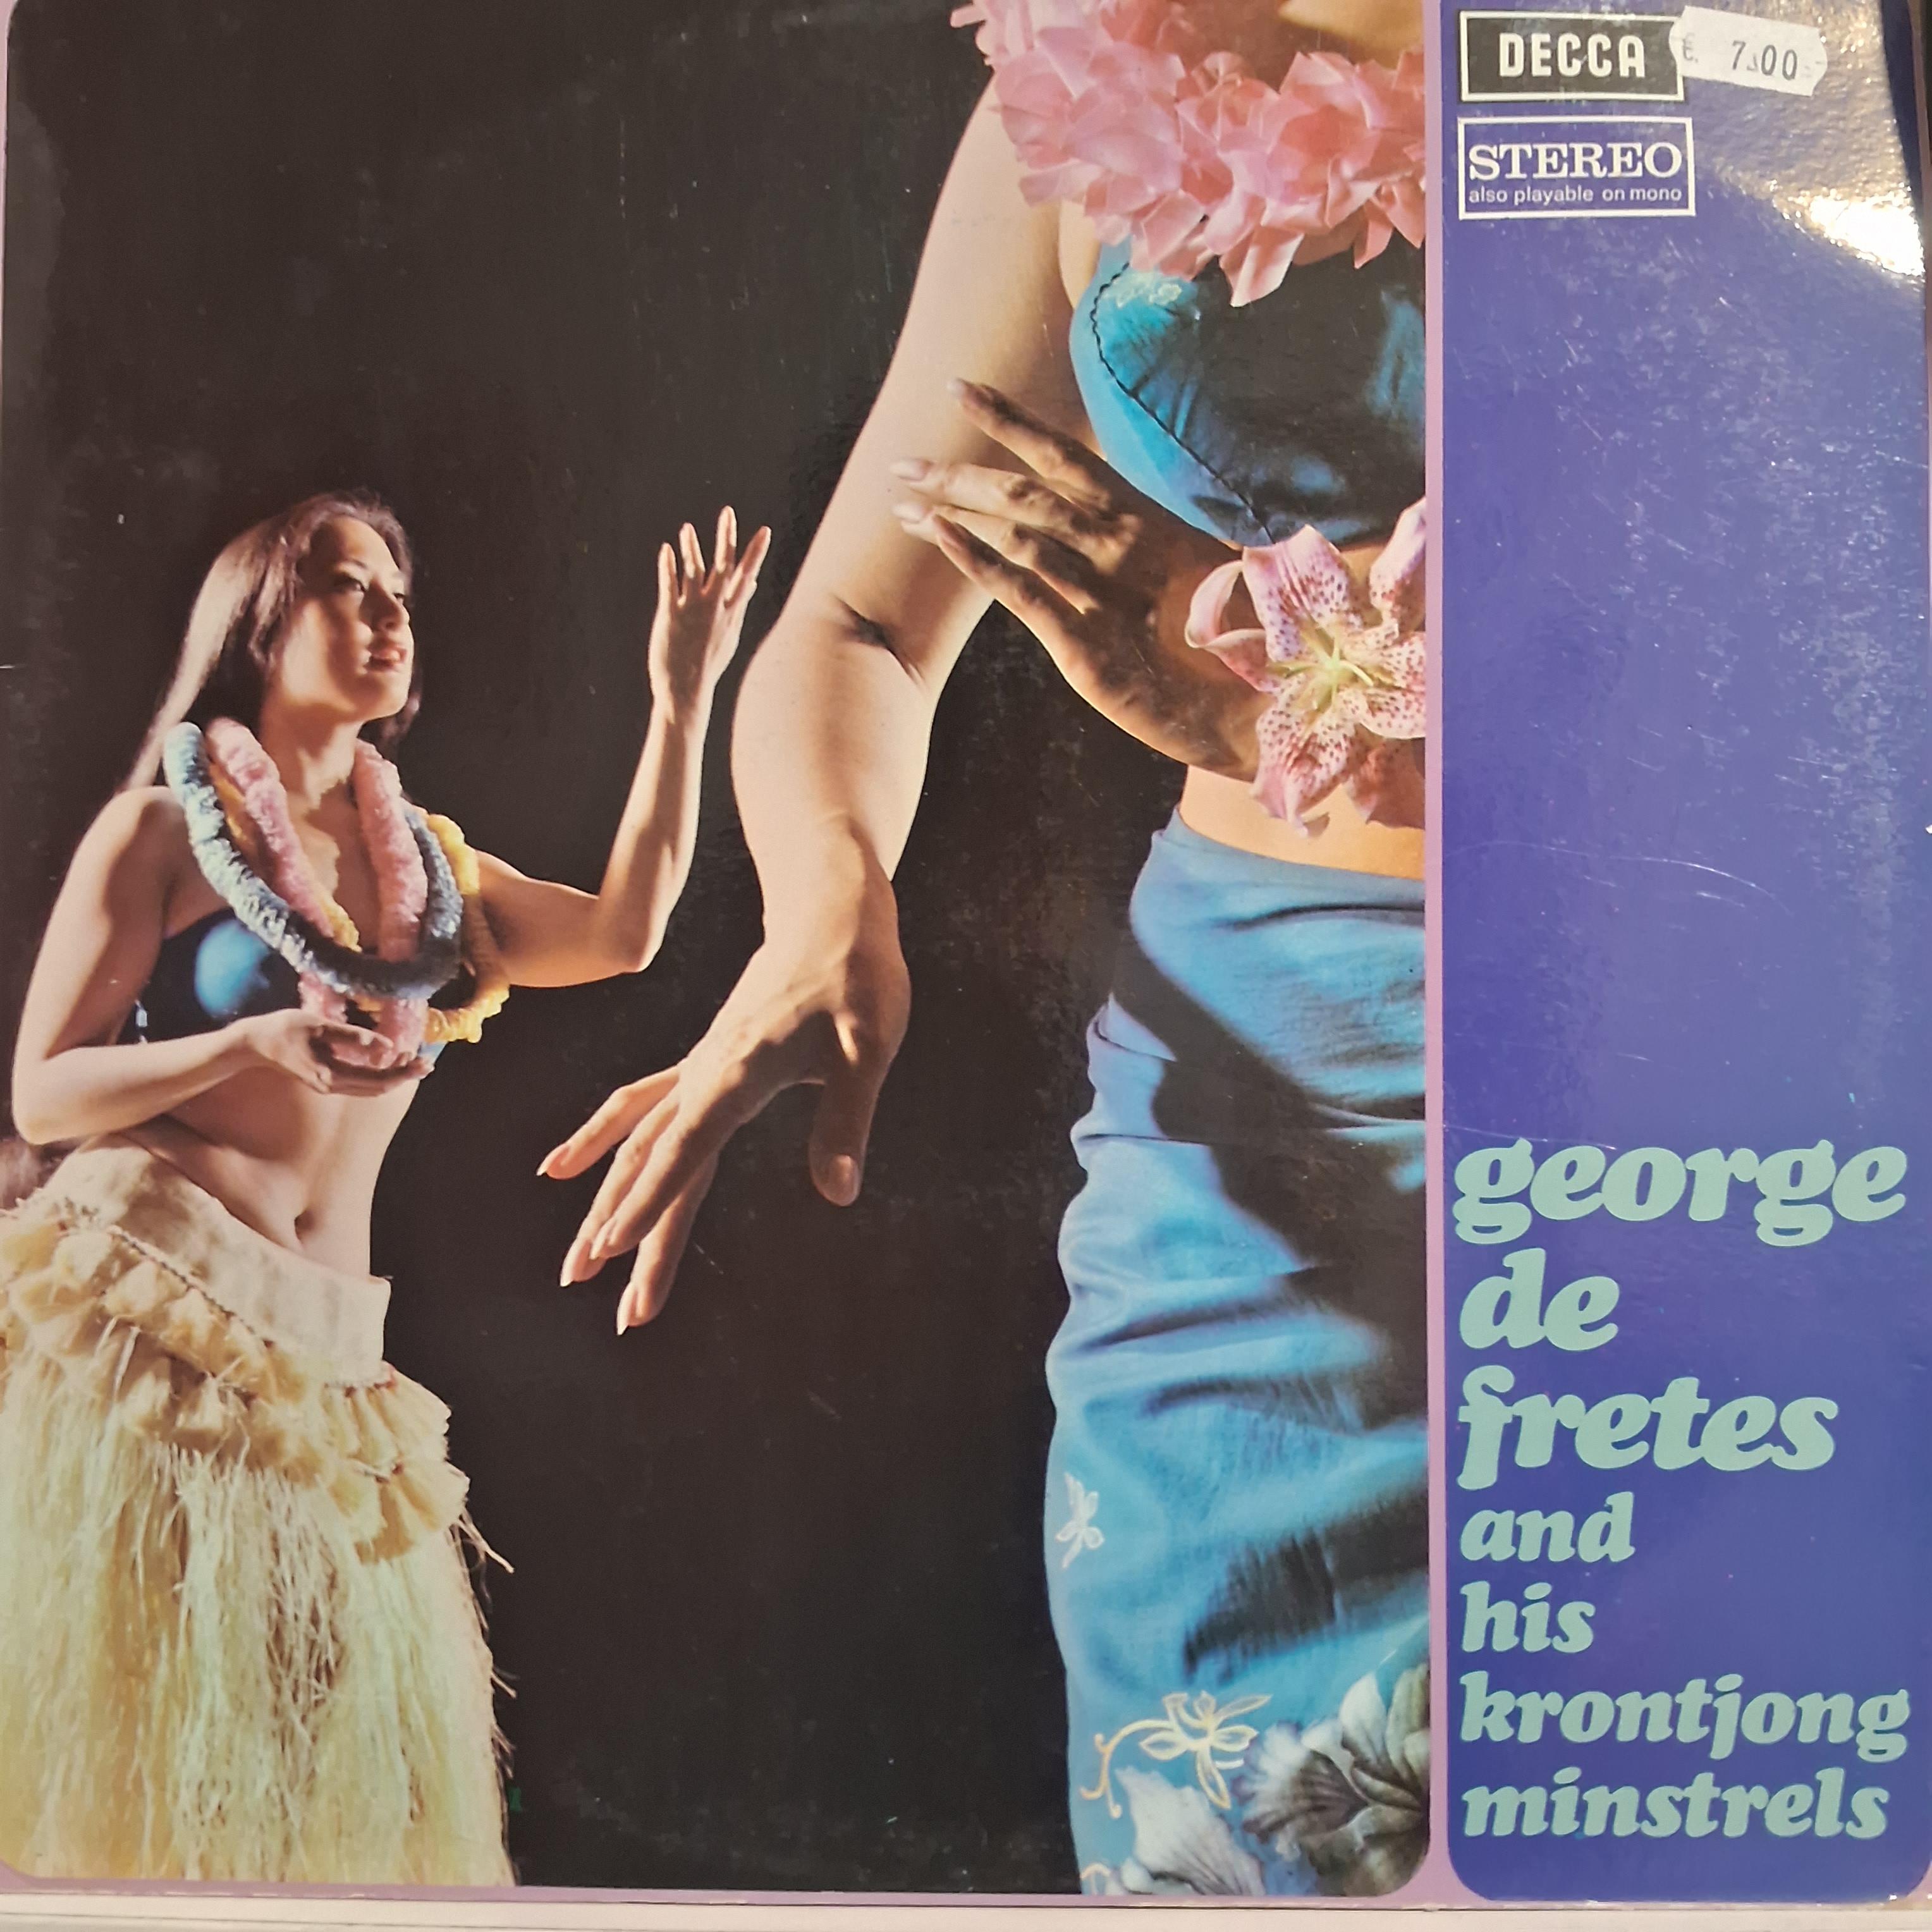 DECCA
€. 7.00
STEREO
also playable on mono
george
de
fretes
and
his
krontjong
minstrels